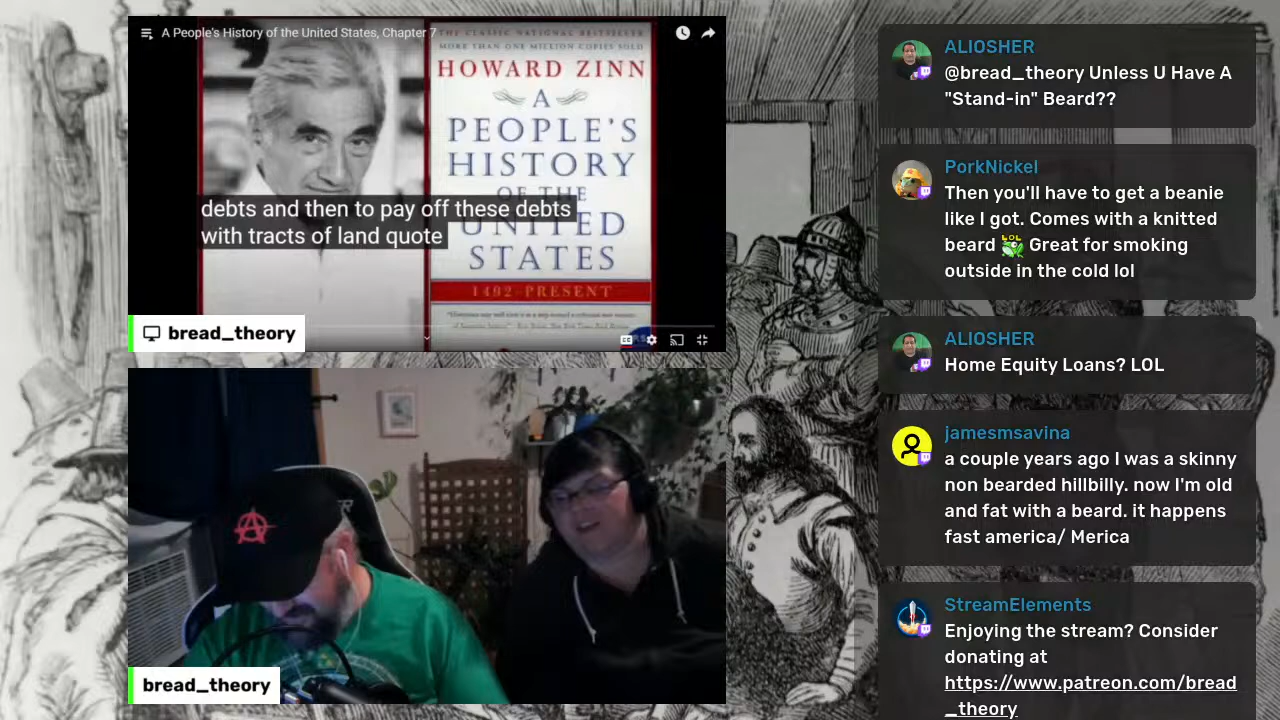 A People's History of the United States, Chapter 7
THE CLASSIC NATIONAL BESTSELLER
MORE THAN ONE MILLION COPIES SOLD
HOWARD ZINN
A
PEOPLE'S
HISTORY
OF THE
UNITED
STATES
1492–PRESENT
debts and then to pay off these debts
with tracts of land quote
bread_theory
bread_theory
ALIOSHER
@bread_theory Unless U Have A
"Stand-in" Beard??
PorkNickel
Then you'll have to get a beanie
like I got. Comes with a knitted
beard LOL Great for smoking
outside in the cold lol
ALIOSHER
Home Equity Loans? LOL
jamesmsavina
a couple years ago I was a skinny
non bearded hillbilly. now I'm old
and fat with a beard. it happens
fast america/ Merica
StreamElements
Enjoying the stream? Consider
donating at
https://www.patreon.com/bread
_theory